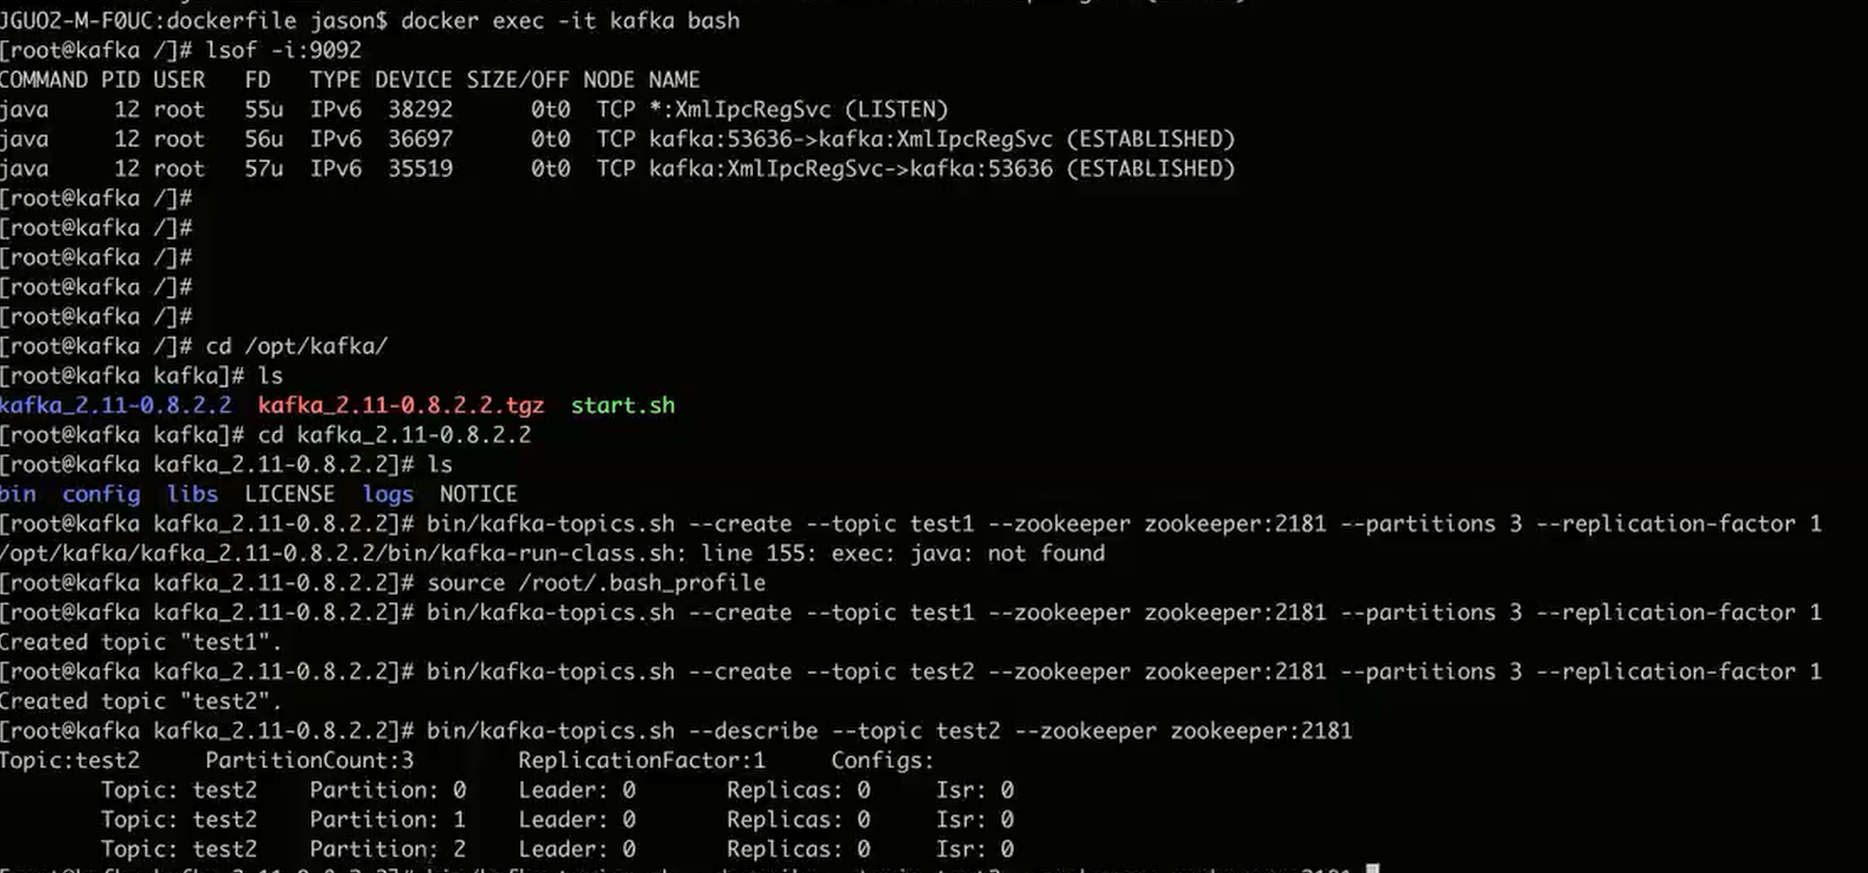 JGUOZ-M-F0UC:dockerfile jason$ docker exec -it kafka bash
[root@kafka /]# lsof -i:9092
COMMAND PID USER   FD   TYPE DEVICE SIZE/OFF NODE NAME
java     12 root   55u  IPv6  38292      0t0  TCP *:XmlIpcRegSvc (LISTEN)
java     12 root   56u  IPv6  36697      0t0  TCP kafka:53636->kafka:XmlIpcRegSvc (ESTABLISHED)
java     12 root   57u  IPv6  35519      0t0  TCP kafka:XmlIpcRegSvc->kafka:53636 (ESTABLISHED)
[root@kafka /]#
[root@kafka /]#
[root@kafka /]#
[root@kafka /]#
[root@kafka /]#
[root@kafka /]# cd /opt/kafka/
[root@kafka kafka]# ls
kafka_2.11-0.8.2.2  kafka_2.11-0.8.2.2.tgz  start.sh
[root@kafka kafka]# cd kafka_2.11-0.8.2.2
[root@kafka kafka_2.11-0.8.2.2]# ls
bin  config  libs  LICENSE  logs  NOTICE
[root@kafka kafka_2.11-0.8.2.2]# bin/kafka-topics.sh --create --topic test1 --zookeeper zookeeper:2181 --partitions 3 --replication-factor 1
/opt/kafka/kafka_2.11-0.8.2.2/bin/kafka-run-class.sh: line 155: exec: java: not found
[root@kafka kafka_2.11-0.8.2.2]# source /root/.bash_profile
[root@kafka kafka_2.11-0.8.2.2]# bin/kafka-topics.sh --create --topic test1 --zookeeper zookeeper:2181 --partitions 3 --replication-factor 1
Created topic "test1".
[root@kafka kafka_2.11-0.8.2.2]# bin/kafka-topics.sh --create --topic test2 --zookeeper zookeeper:2181 --partitions 3 --replication-factor 1
Created topic "test2".
[root@kafka kafka_2.11-0.8.2.2]# bin/kafka-topics.sh --describe --topic test2 --zookeeper zookeeper:2181
Topic:test2     PartitionCount:3        ReplicationFactor:1     Configs:
        Topic: test2    Partition: 0    Leader: 0       Replicas: 0     Isr: 0
        Topic: test2    Partition: 1    Leader: 0       Replicas: 0     Isr: 0
        Topic: test2    Partition: 2    Leader: 0       Replicas: 0     Isr: 0